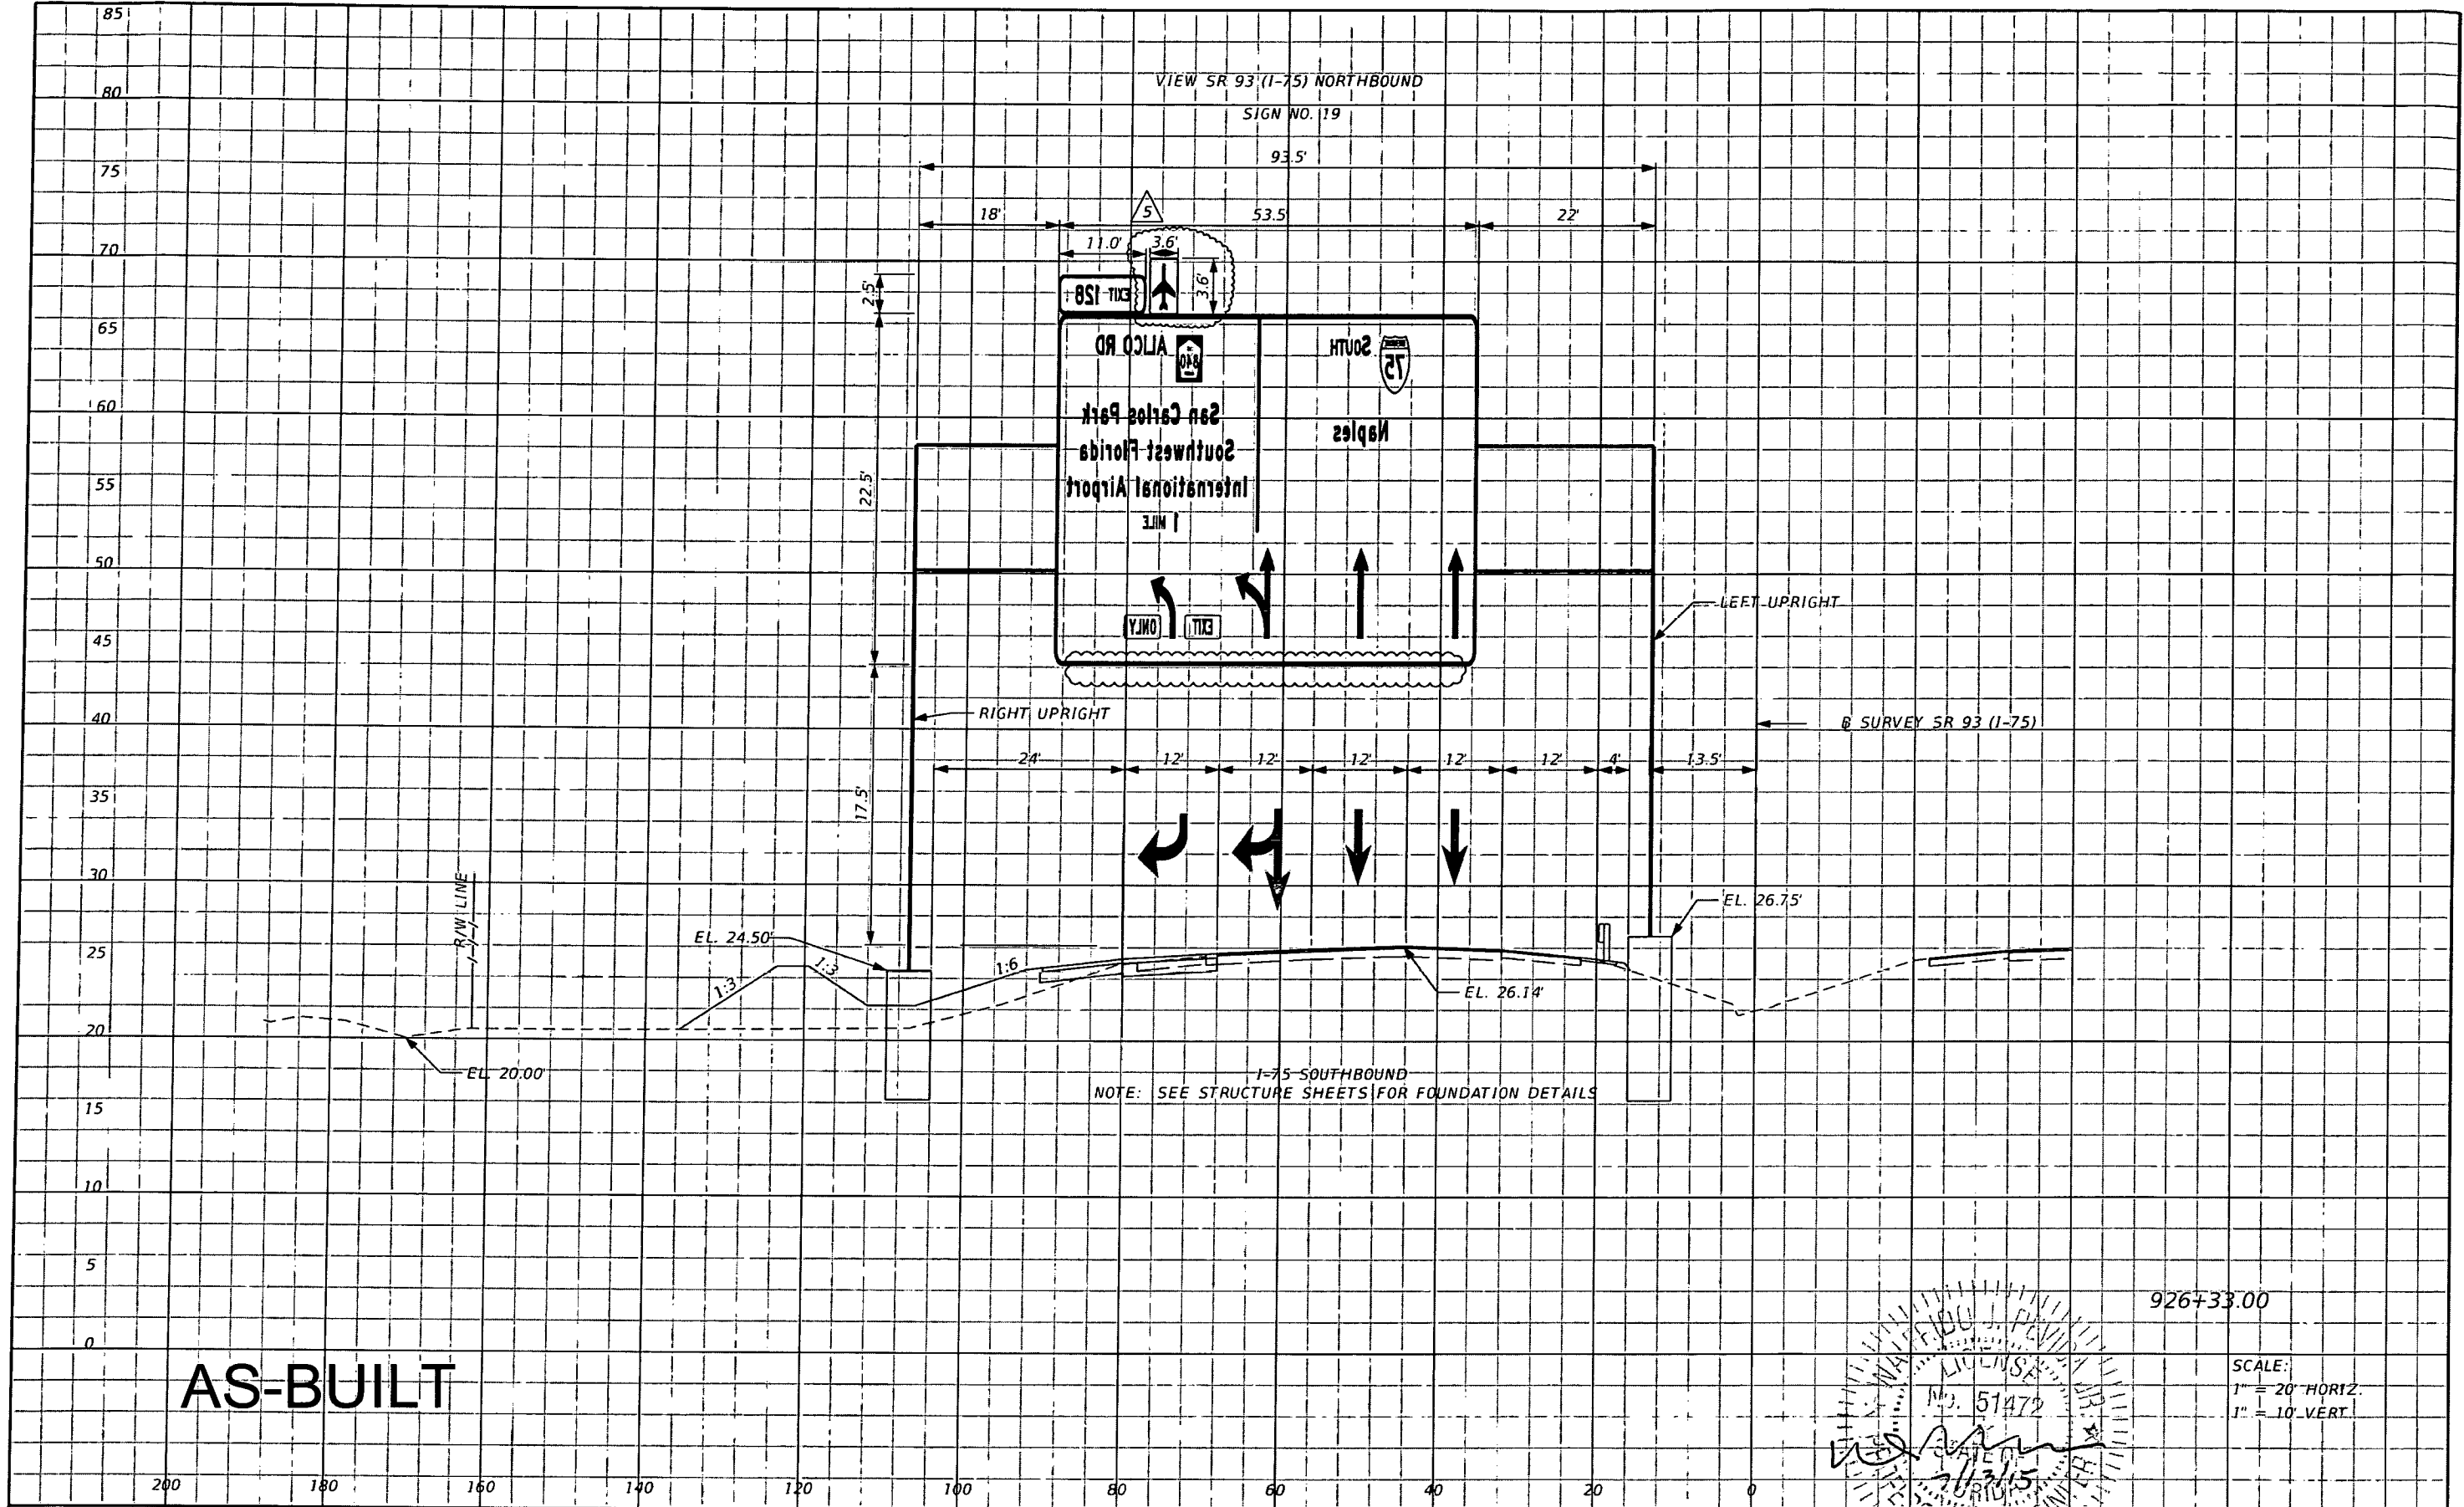 85
80
75
70
65
60
55
50
45
40
35
30
25
20
15
10
5
0
VIEW SR 93 (I-75) NORTHBOUND
SIGN NO. 19
93.5'
18'
5
53.5'
22'
11.0'
3.6'
3.6'
2.5'
EXIT 128
22.5'
SOUTH
75
ALICO RD
840
Naples
San Carlos Park
Southwest Florida
International Airport
1 MILE
EXIT
ONLY
LEFT UPRIGHT
RIGHT UPRIGHT
B SURVEY SR 93 (I-75)
24'
12'
12'
12'
12'
12'
4'
13.5'
17.5'
R/W LINE
EL. 24.50'
EL. 26.75'
1:3
1:3
1:6
EL. 26.14'
EL. 20.00
I-75 SOUTHBOUND
NOTE: SEE STRUCTURE SHEETS FOR FOUNDATION DETAILS
926+33.00
AS-BUILT
LICENSE
No. 51472
7/13/15
SCALE:
1" = 20' HORIZ.
1" = 10' VERT.
200
180
160
140
120
100
80
60
40
20
0